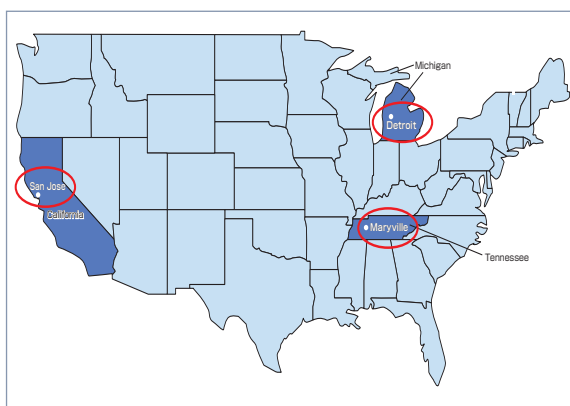 Michigan
Detroit
San Jose
California
Maryville
Tennessee